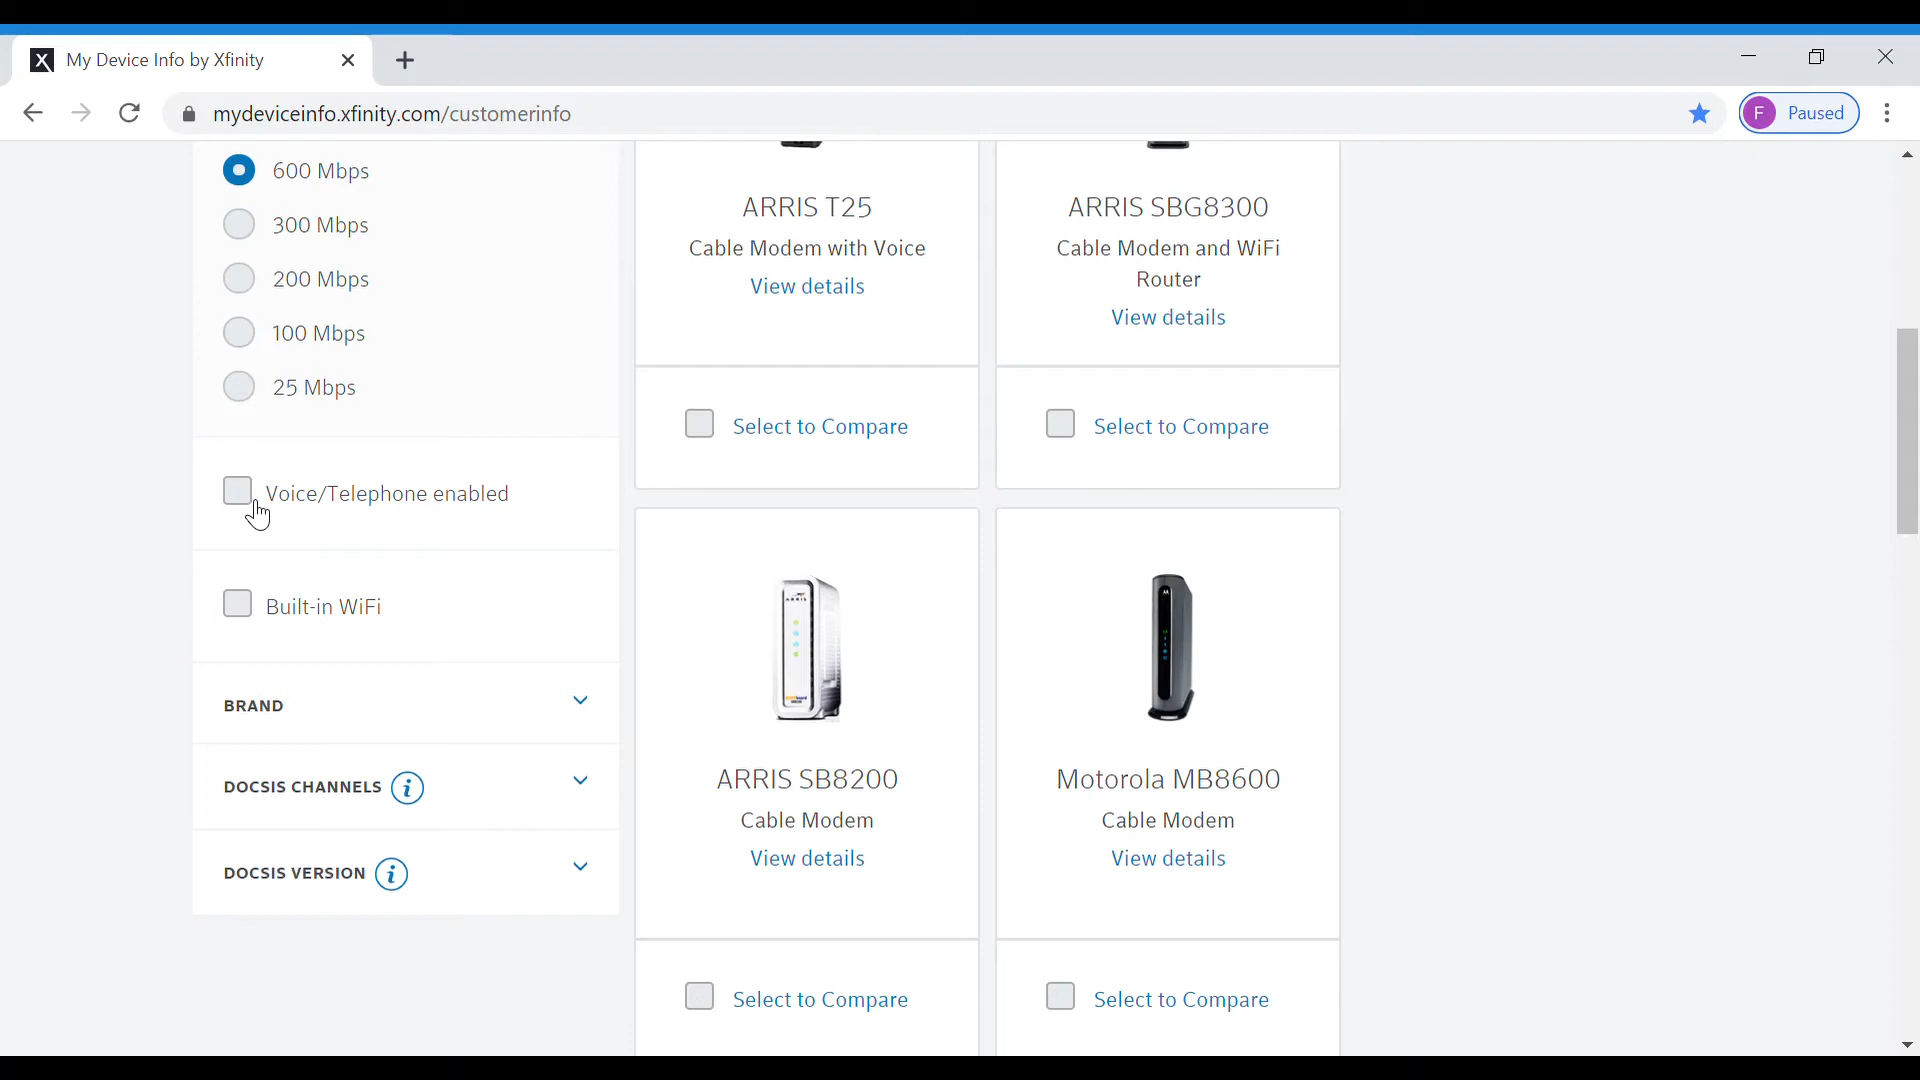 My Device Info by Xfinity
mydeviceinfo.xfinity.com/customerinfo
F
Paused
600 Mbps
300 Mbps
200 Mbps
100 Mbps
25 Mbps
Voice/Telephone enabled
Built-in WiFi
BRAND
DOCSIS CHANNELS i
DOCSIS VERSION i
ARRIS T25
Cable Modem with Voice
View details
Select to Compare
ARRIS SBG8300
Cable Modem and WiFi
Router
View details
Select to Compare
ARRIS
ARRIS SB8200
Cable Modem
View details
Select to Compare
Motorola MB8600
Cable Modem
View details
Select to Compare